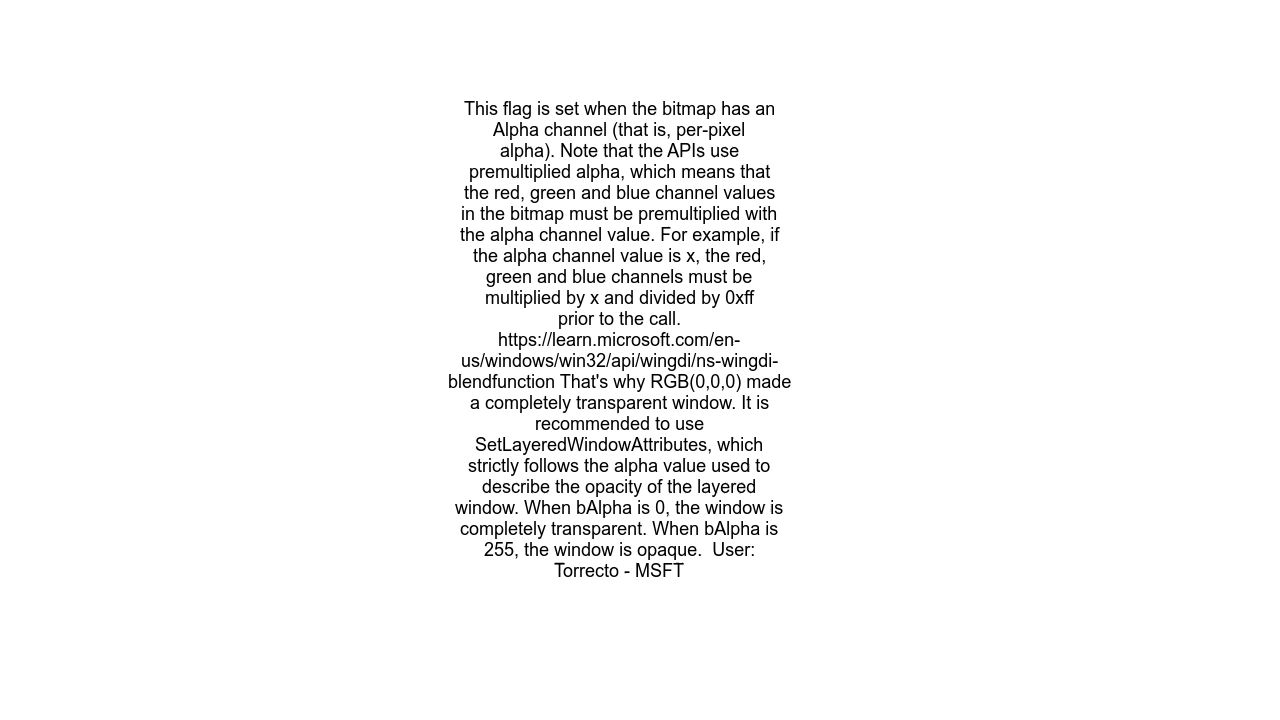 This flag is set when the bitmap has an
Alpha channel (that is, per-pixel
alpha). Note that the APIs use
premultiplied alpha, which means that
the red, green and blue channel values
in the bitmap must be premultiplied with
the alpha channel value. For example, if
the alpha channel value is x, the red,
green and blue channels must be
multiplied by x and divided by 0xff
prior to the call.
https://learn.microsoft.com/en-
us/windows/win32/api/wingdi/ns-wingdi-
blendfunction That's why RGB(0,0,0) made
a completely transparent window. It is
recommended to use
SetLayeredWindowAttributes, which
strictly follows the alpha value used to
describe the opacity of the layered
window. When bAlpha is 0, the window is
completely transparent. When bAlpha is
255, the window is opaque.  User:
Torrecto - MSFT